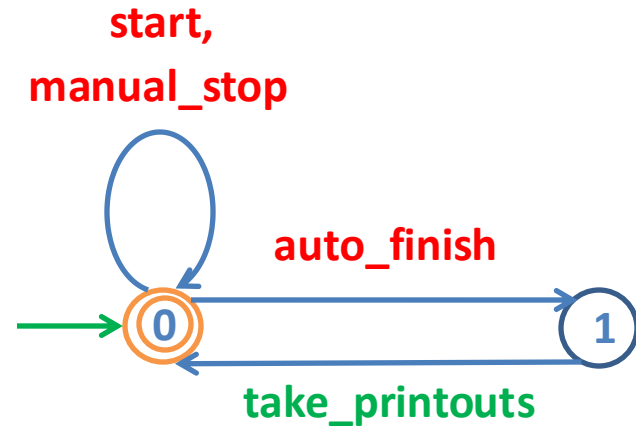 start,
manual_stop
auto_finish
0
1
take_printouts